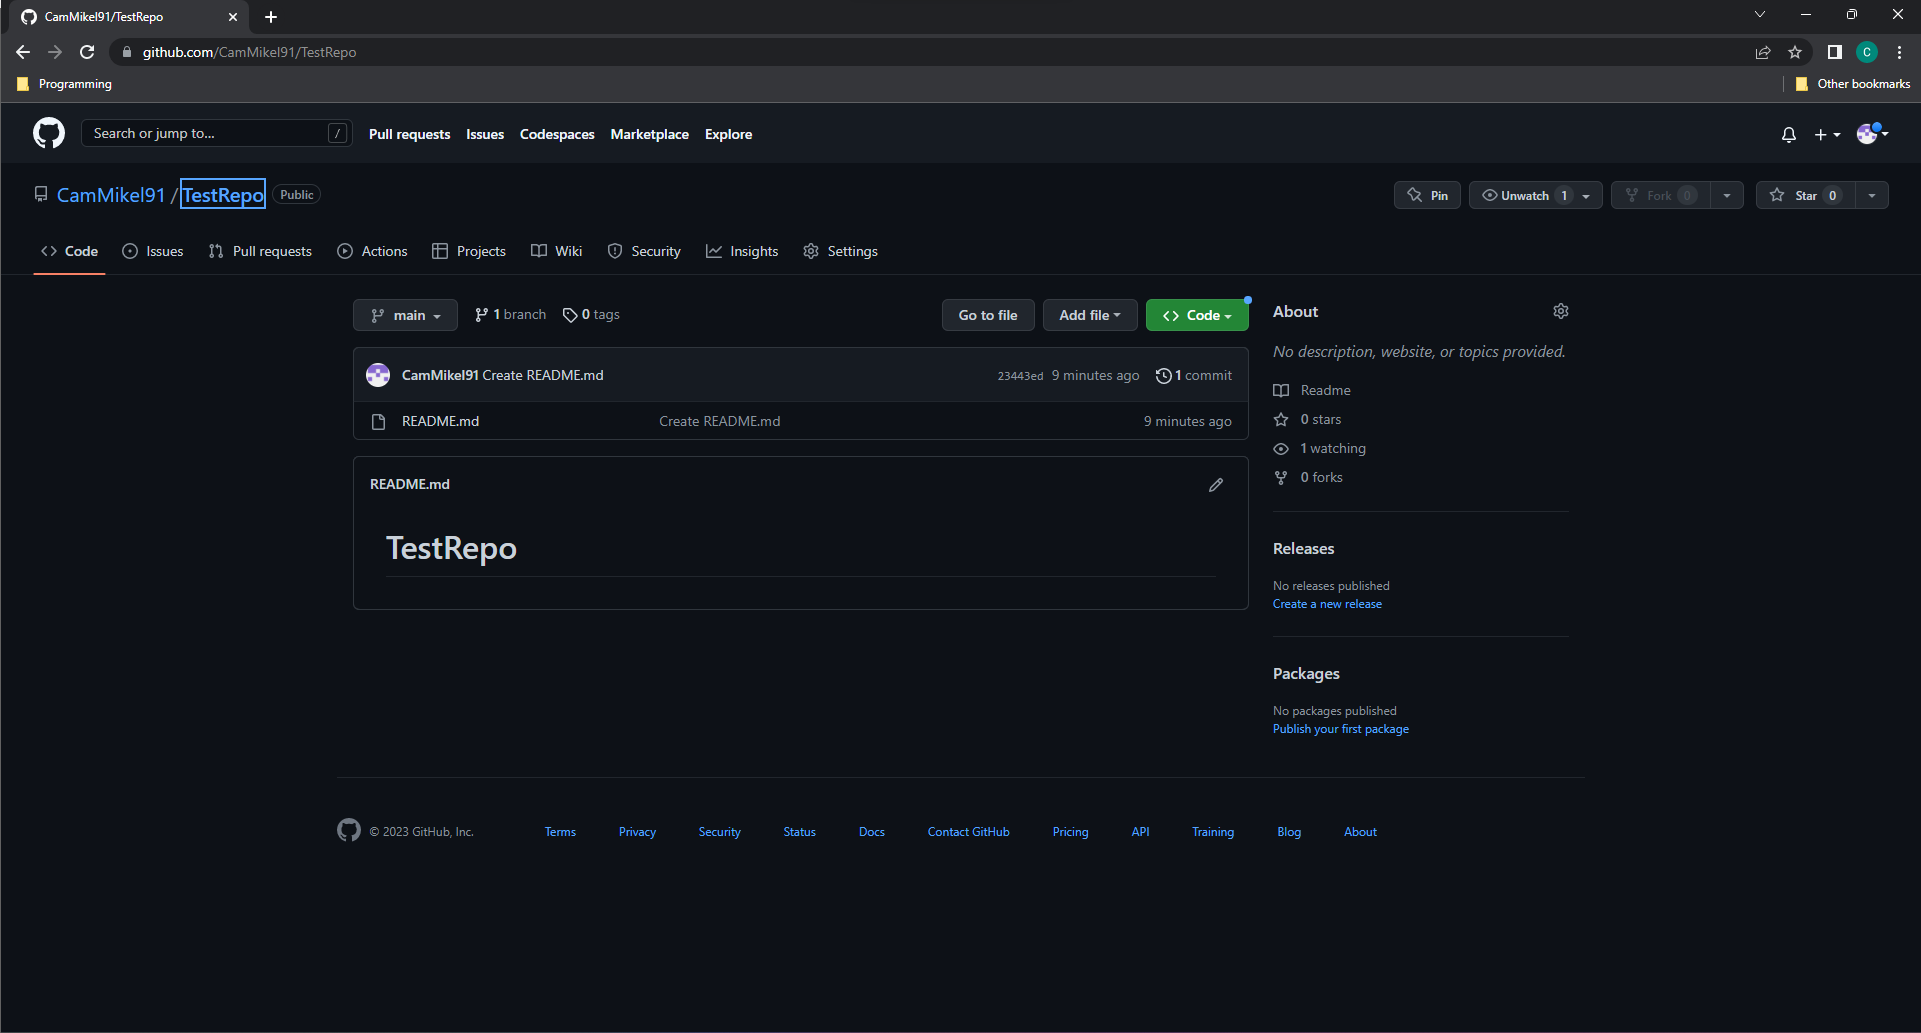 CamMikel91/TestRepo
github.com/CamMikel91/TestRepo
C
Programming
Other bookmarks
Search or jump to...
/
Pull requests Issues Codespaces Marketplace Explore
CamMikel91 / TestRepo Public
Pin Unwatch 1 Fork 0 Star 0
Code Issues Pull requests Actions Projects Wiki Security Insights Settings
main 1 branch 0 tags Go to file Add file Code
CamMikel91 Create README.md 23443ed 9 minutes ago 1 commit
README.md Create README.md 9 minutes ago
README.md
TestRepo
About
No description, website, or topics provided.
Readme
0 stars
1 watching
0 forks
Releases
No releases published
Create a new release
Packages
No packages published
Publish your first package
© 2023 GitHub, Inc. Terms Privacy Security Status Docs Contact GitHub Pricing API Training Blog About